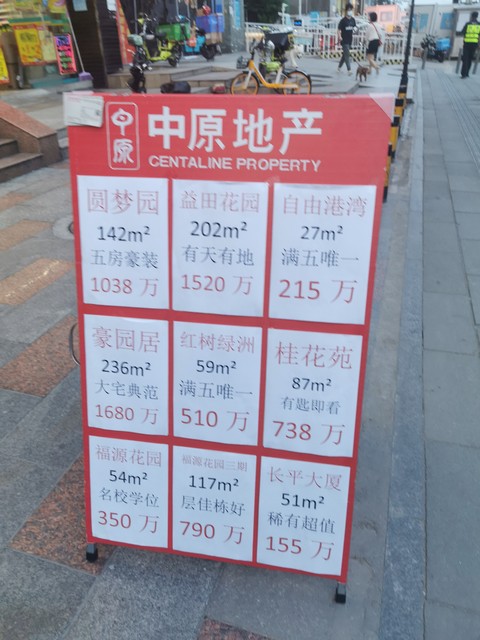 中原
中原地产
CENTALINE PROPERTY
圆梦园
142m²
五房豪装
1038 万
益田花园
202m²
有天有地
1520 万
自由港湾
27m²
满五唯一
215 万
豪园居
236m²
大宅典范
1680 万
红树绿洲
59m²
满五唯一
510 万
桂花苑
87m²
有匙即看
738 万
福源花园
54m²
名校学位
350 万
福源花园三期
117m²
层佳栋好
790 万
长平大厦
51m²
稀有超值
155 万